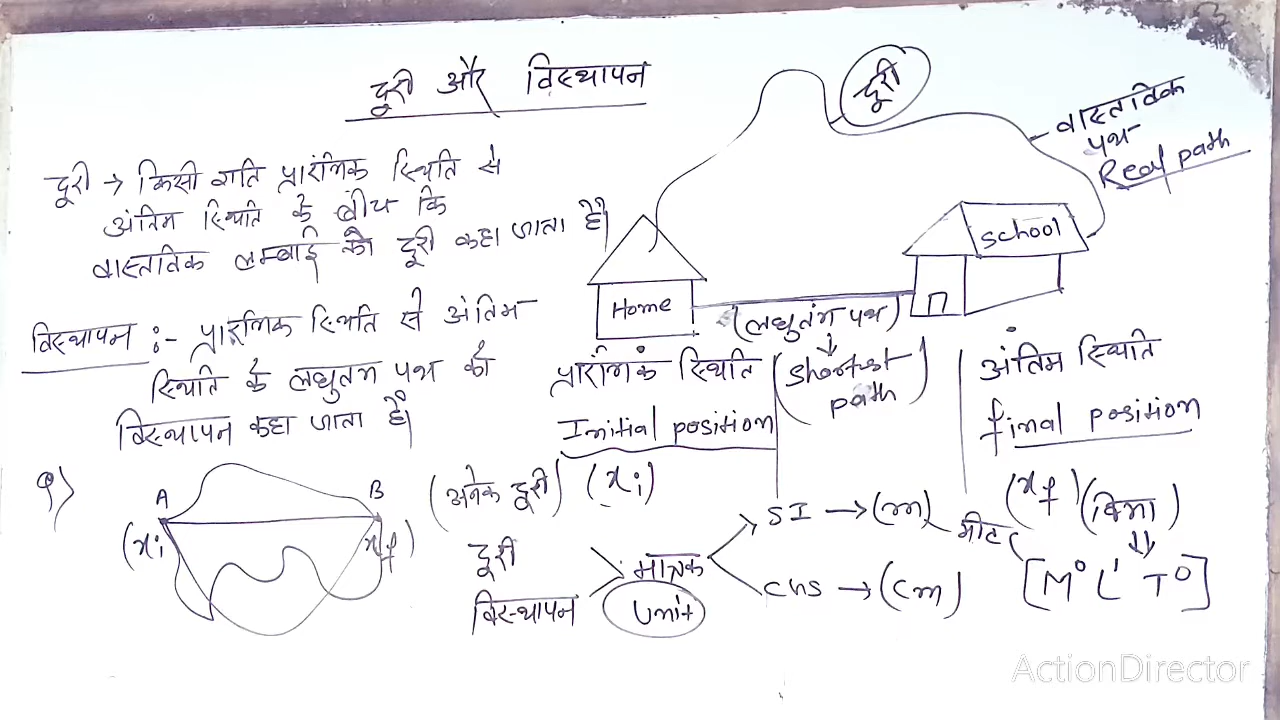 दूरी और विस्थापन
दूरी
वास्तविक
पथ
Real path
दूरी → किसी गति प्रारंभिक स्थिति से
अंतिम स्थिति के बीच कि
वास्तविक लम्बाई को दूरी कहा जाता है।
school
Home
(लघुतम पथ)
विस्थापन :- प्रारंभिक स्थिति से अंतिम
स्थिति के लघुतम पथ को
विस्थापन कहा जाता है।
प्रारंभिक स्थिति
Initial position
(xi)
(shortest
path)
अंतिम स्थिति
final position
(xf)
(विमा)
[M⁰ L¹ T⁰]
A
B
(xi)
xf)
(अनेक दूरी)
दूरी
विस्थापन
मात्रक
Unit
SI → (m)
मीटर
CGS → (cm)
ActionDirector